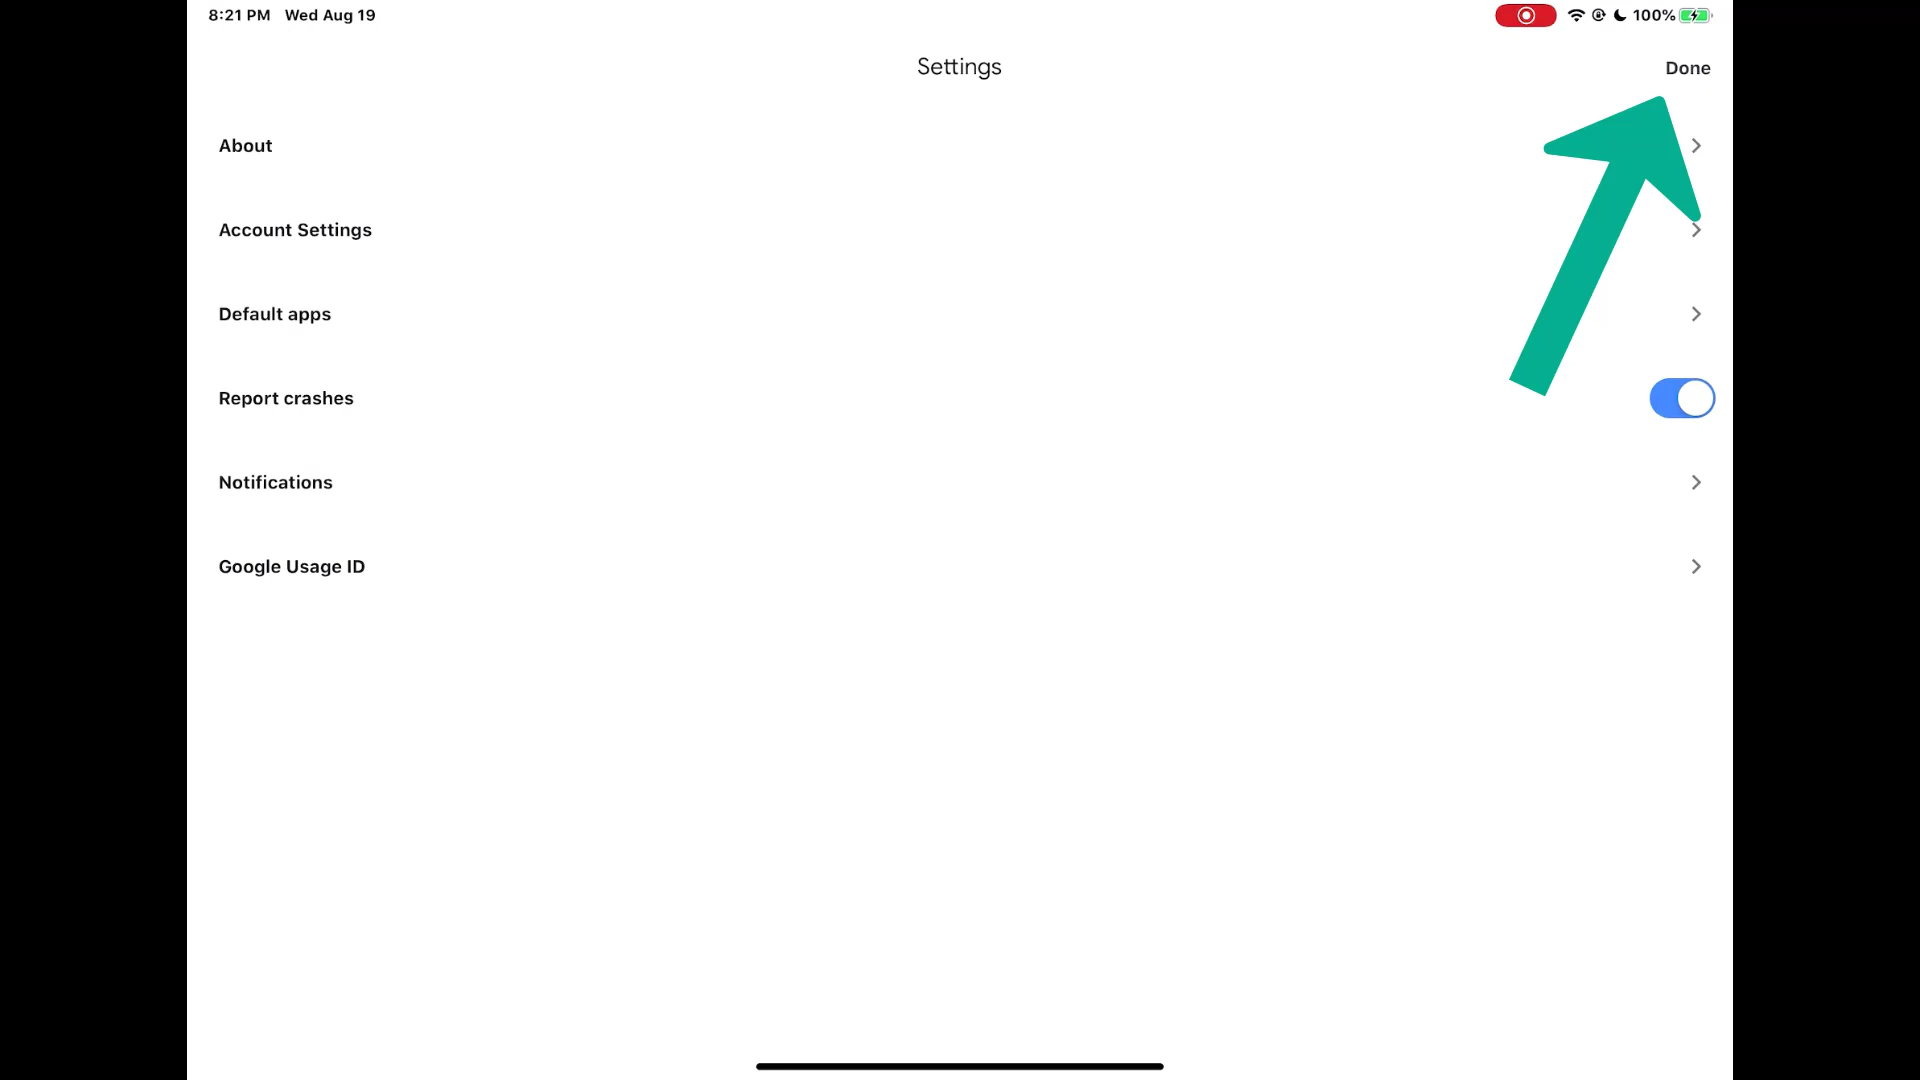 8:21 PM Wed Aug 19
100%
Settings
Done
About
Account Settings
Default apps
Report crashes
Notifications
Google Usage ID